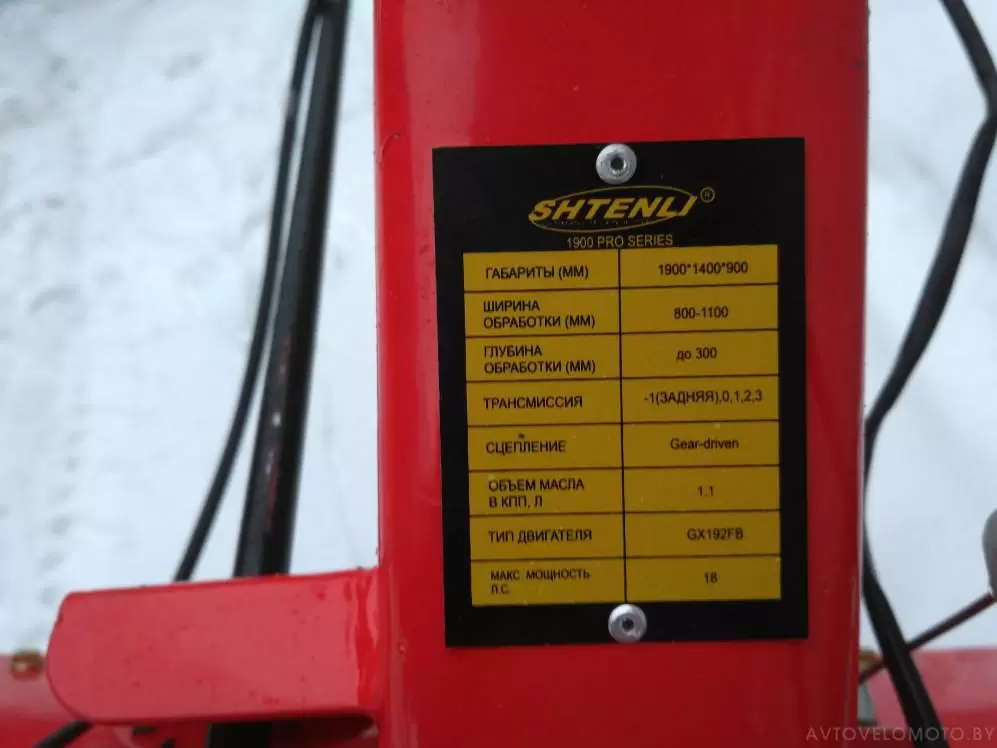 SHTENLI®
1900 PRO SERIES
ГАБАРИТЫ (ММ) 1900*1400*900
ШИРИНА
ОБРАБОТКИ (ММ) 800-1100
ГЛУБИНА
ОБРАБОТКИ (ММ) до 300
ТРАНСМИССИЯ -1(ЗАДНЯЯ),0,1,2,3
СЦЕПЛЕНИЕ Gear-driven
ОБЪЕМ МАСЛА
В КПП, Л 1.1
ТИП ДВИГАТЕЛЯ GX192FB
МАКС. МОЩНОСТЬ
Л.С. 18
AVTOVELOMOTO.BY